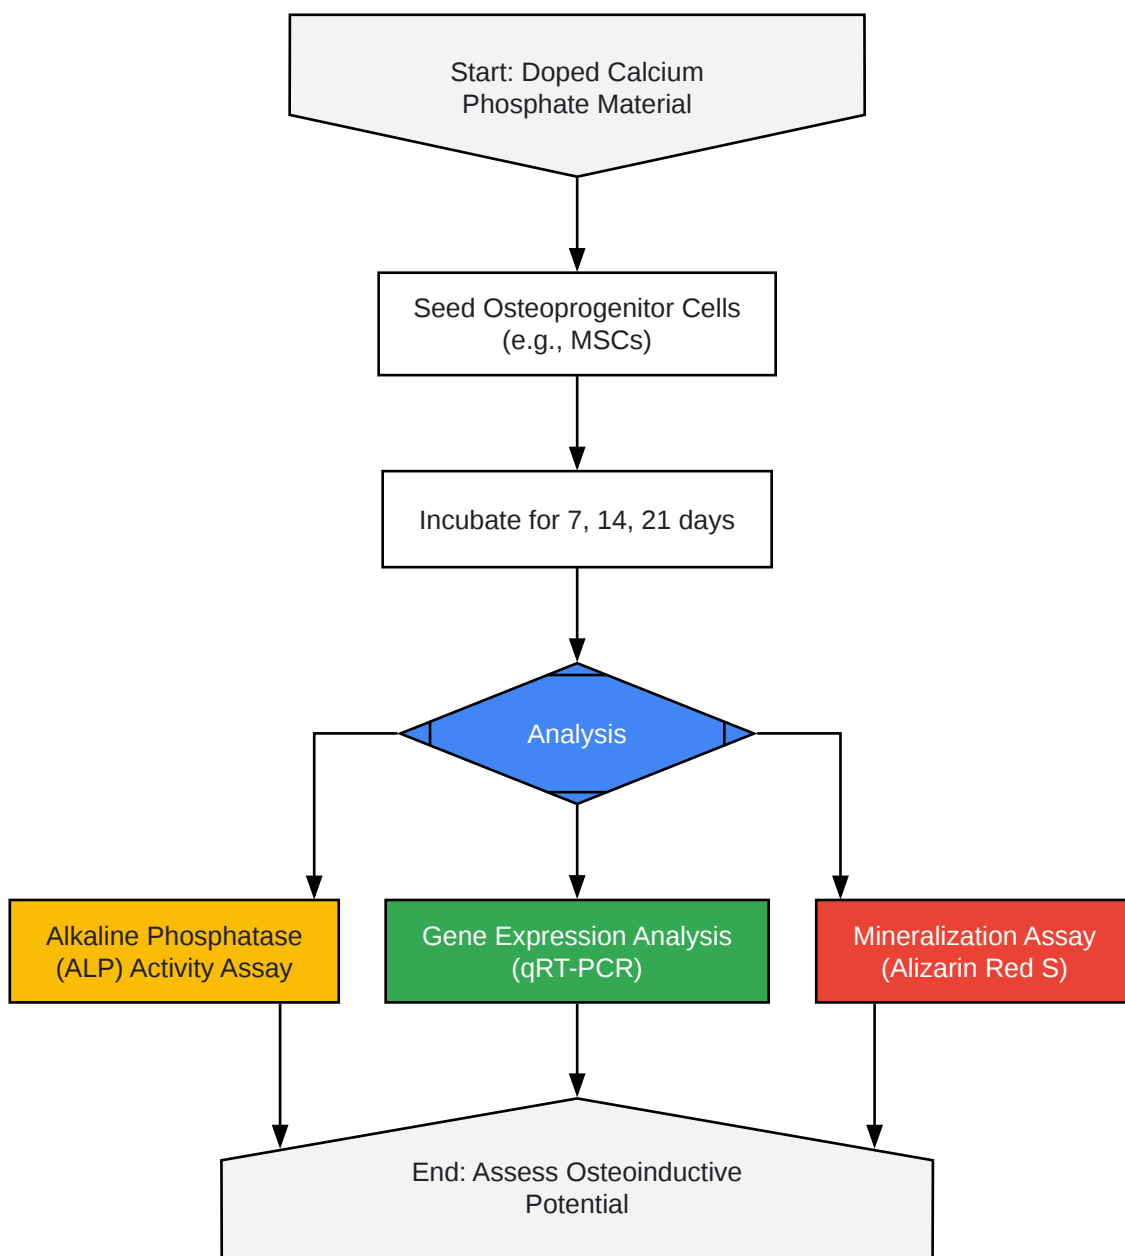 Start: Doped Calcium
Phosphate Material
Seed Osteoprogenitor Cells
(e.g., MSCs)
Incubate for 7, 14, 21 days
Analysis
Alkaline Phosphatase
(ALP) Activity Assay
Gene Expression Analysis
(qRT-PCR)
Mineralization Assay
(Alizarin Red S)
End: Assess Osteoinductive
Potential